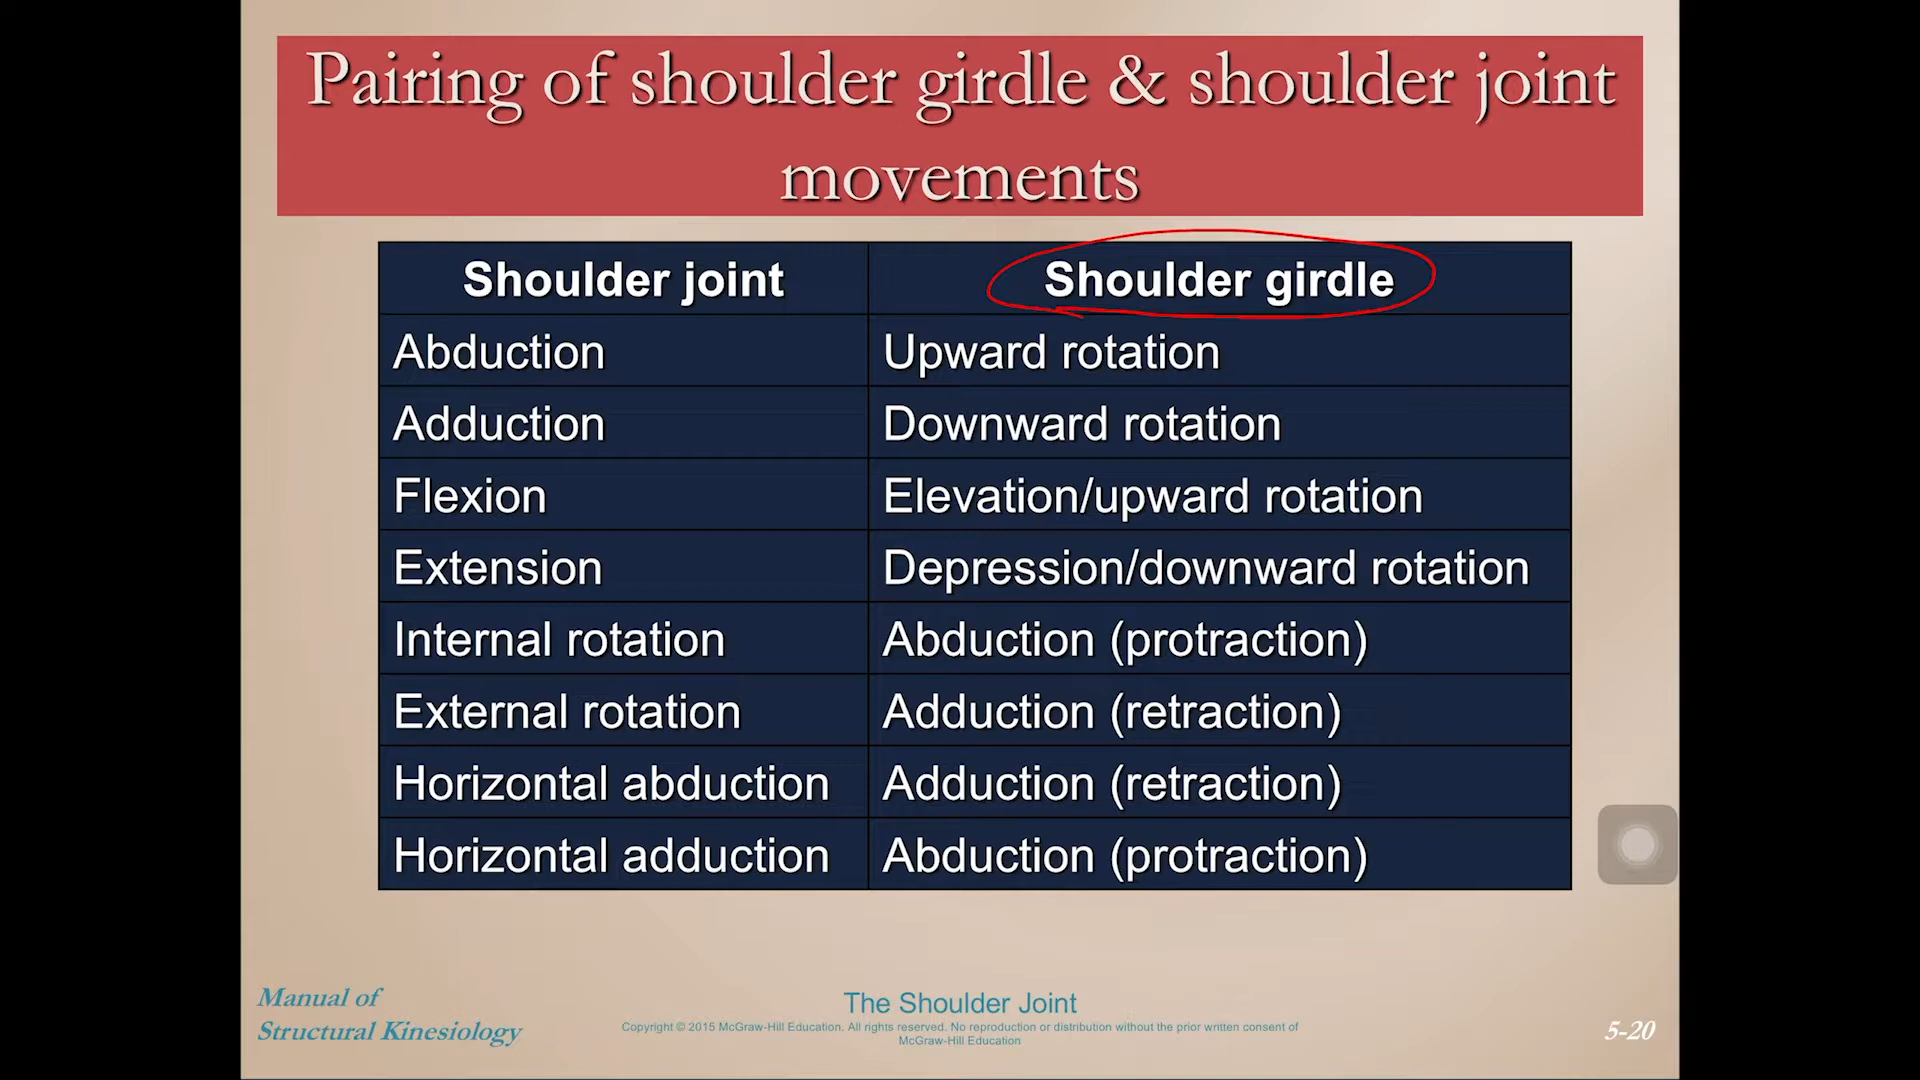 Pairing of shoulder girdle & shoulder joint
movements
Shoulder joint Shoulder girdle
Abduction Upward rotation
Adduction Downward rotation
Flexion Elevation/upward rotation
Extension Depression/downward rotation
Internal rotation Abduction (protraction)
External rotation Adduction (retraction)
Horizontal abduction Adduction (retraction)
Horizontal adduction Abduction (protraction)
Manual of
Structural Kinesiology
The Shoulder Joint
Copyright © 2015 McGraw-Hill Education. All rights reserved. No reproduction or distribution without the prior written consent of
McGraw-Hill Education
5-20